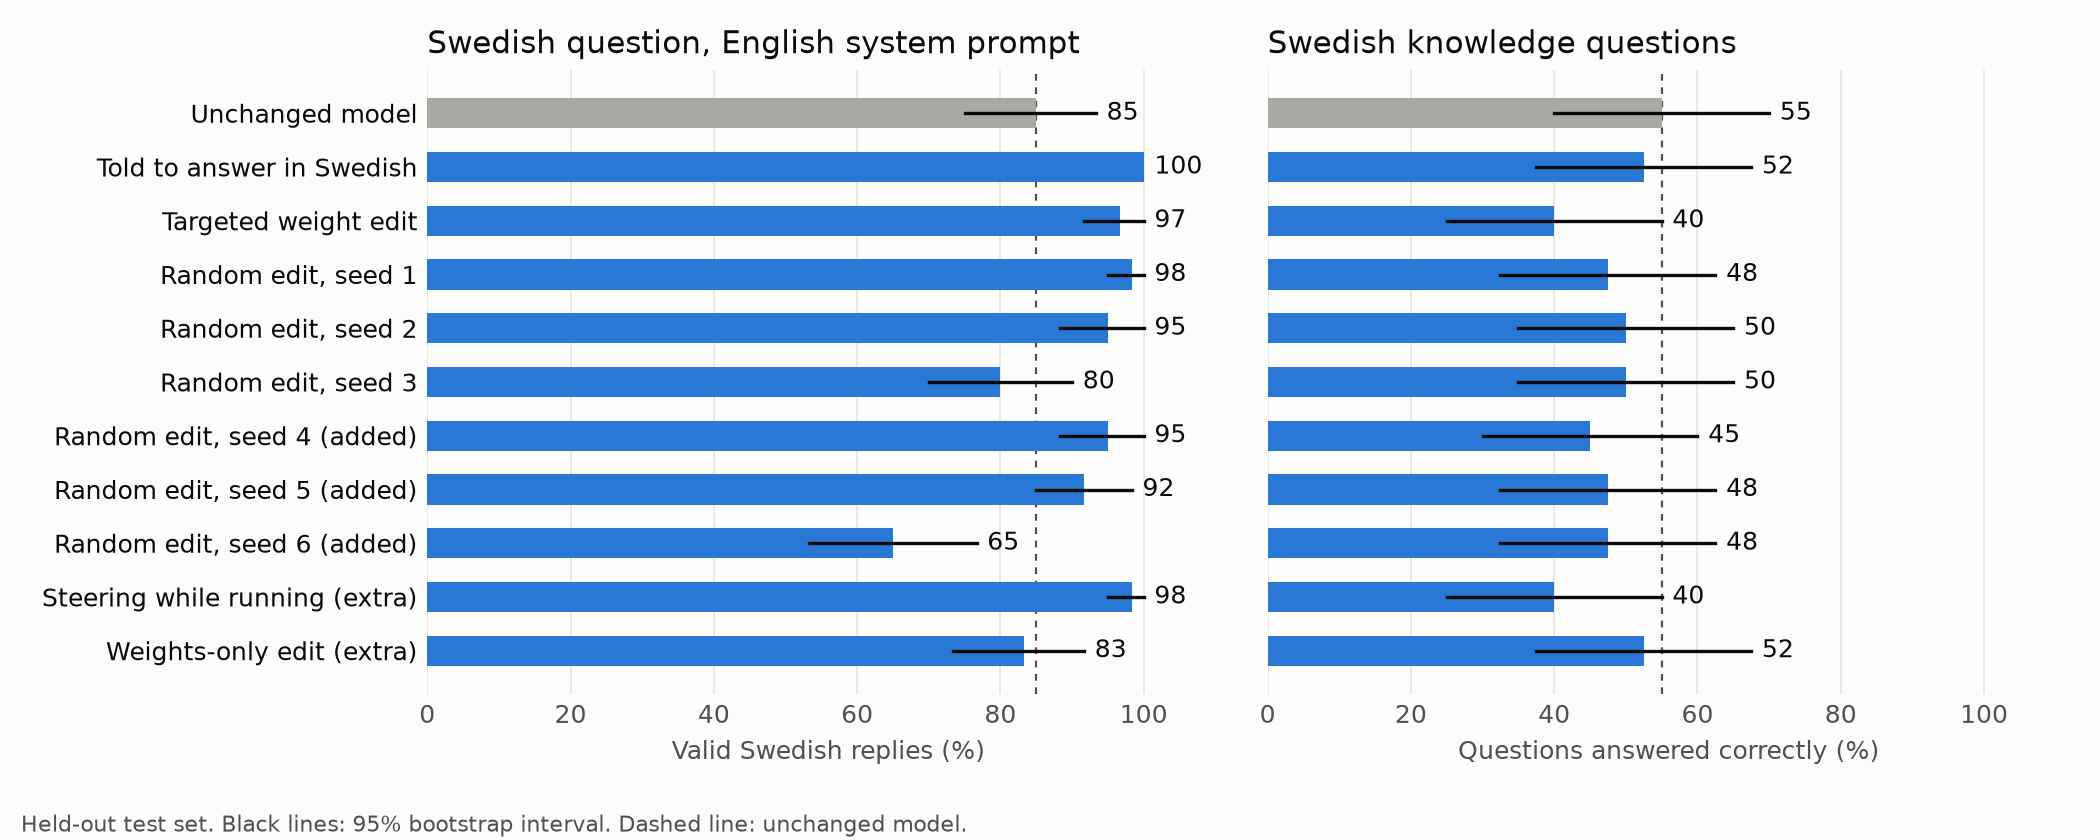 Swedish question, English system prompt
Swedish knowledge questions
Unchanged model 85 55
Told to answer in Swedish 100 52
Targeted weight edit 97 40
Random edit, seed 1 98 48
Random edit, seed 2 95 50
Random edit, seed 3 80 50
Random edit, seed 4 (added) 95 45
Random edit, seed 5 (added) 92 48
Random edit, seed 6 (added) 65 48
Steering while running (extra) 98 40
Weights-only edit (extra) 83 52
0 20 40 60 80 100 0 20 40 60 80 100
Valid Swedish replies (%)
Questions answered correctly (%)
Held-out test set. Black lines: 95% bootstrap interval. Dashed line: unchanged model.